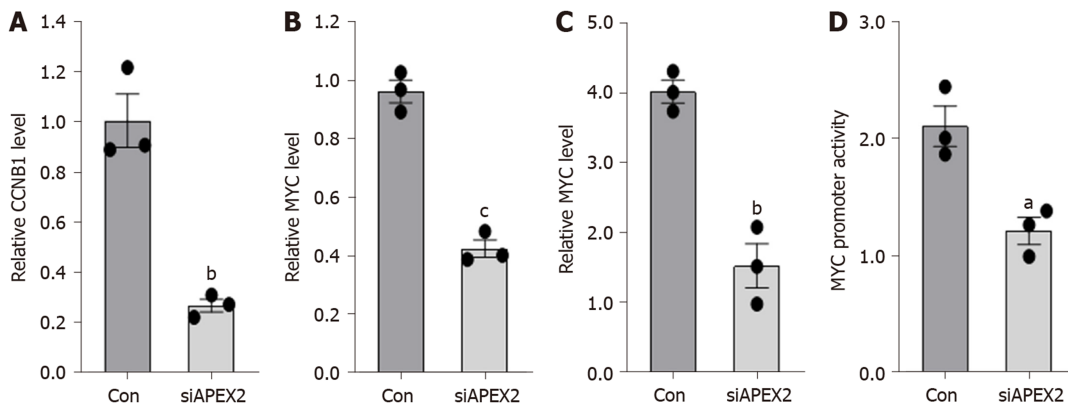 A
Relative CCNB1 level
1.4
1.2
1.0
0.8
0.6
0.4
0.2
0.0
b
Con
siAPEX2
B
Relative MYC level
1.2
1.0
0.8
0.6
0.4
0.2
0.0
c
Con
siAPEX2
C
Relative MYC level
5.0
4.0
3.0
2.0
1.0
0.0
b
Con
siAPEX2
D
MYC promoter activity
3.0
2.0
1.0
0.0
a
Con
siAPEX2